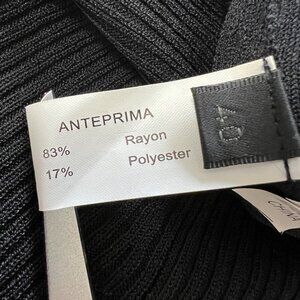 ANTEPRIMA
83% Rayon
17% Polyester
40